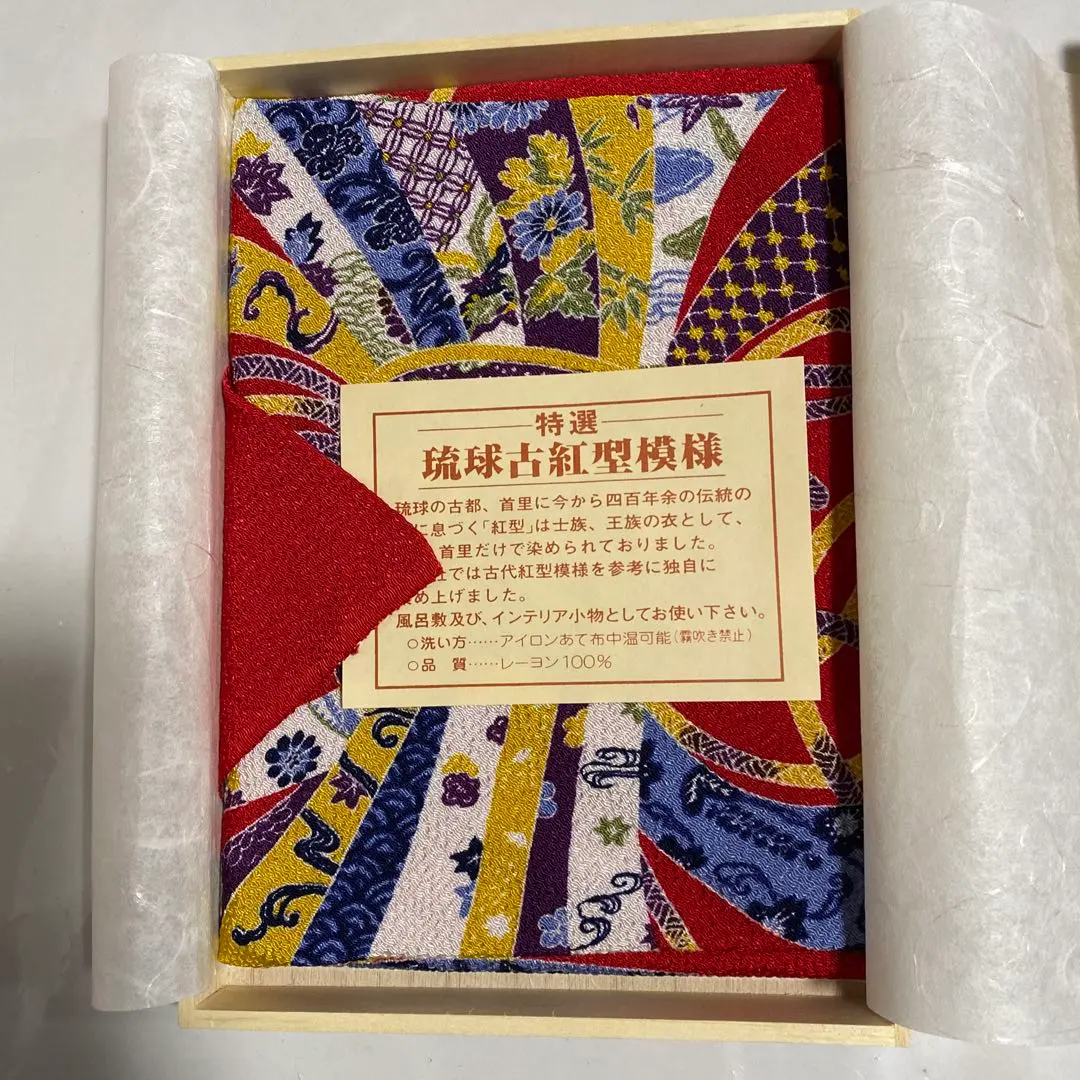 特選
琉球古紅型模様
琉球の古都、首里に今から四百年余の伝統の
に息づく「紅型」は士族、王族の衣として、
首里だけで染められておりました。
社では古代紅型模様を参考に独自に
め上げました。
風呂敷及び、インテリア小物としてお使い下さい。
○洗い方……アイロンあて布中温可能(霧吹き禁止)
○品 質……レーヨン100%